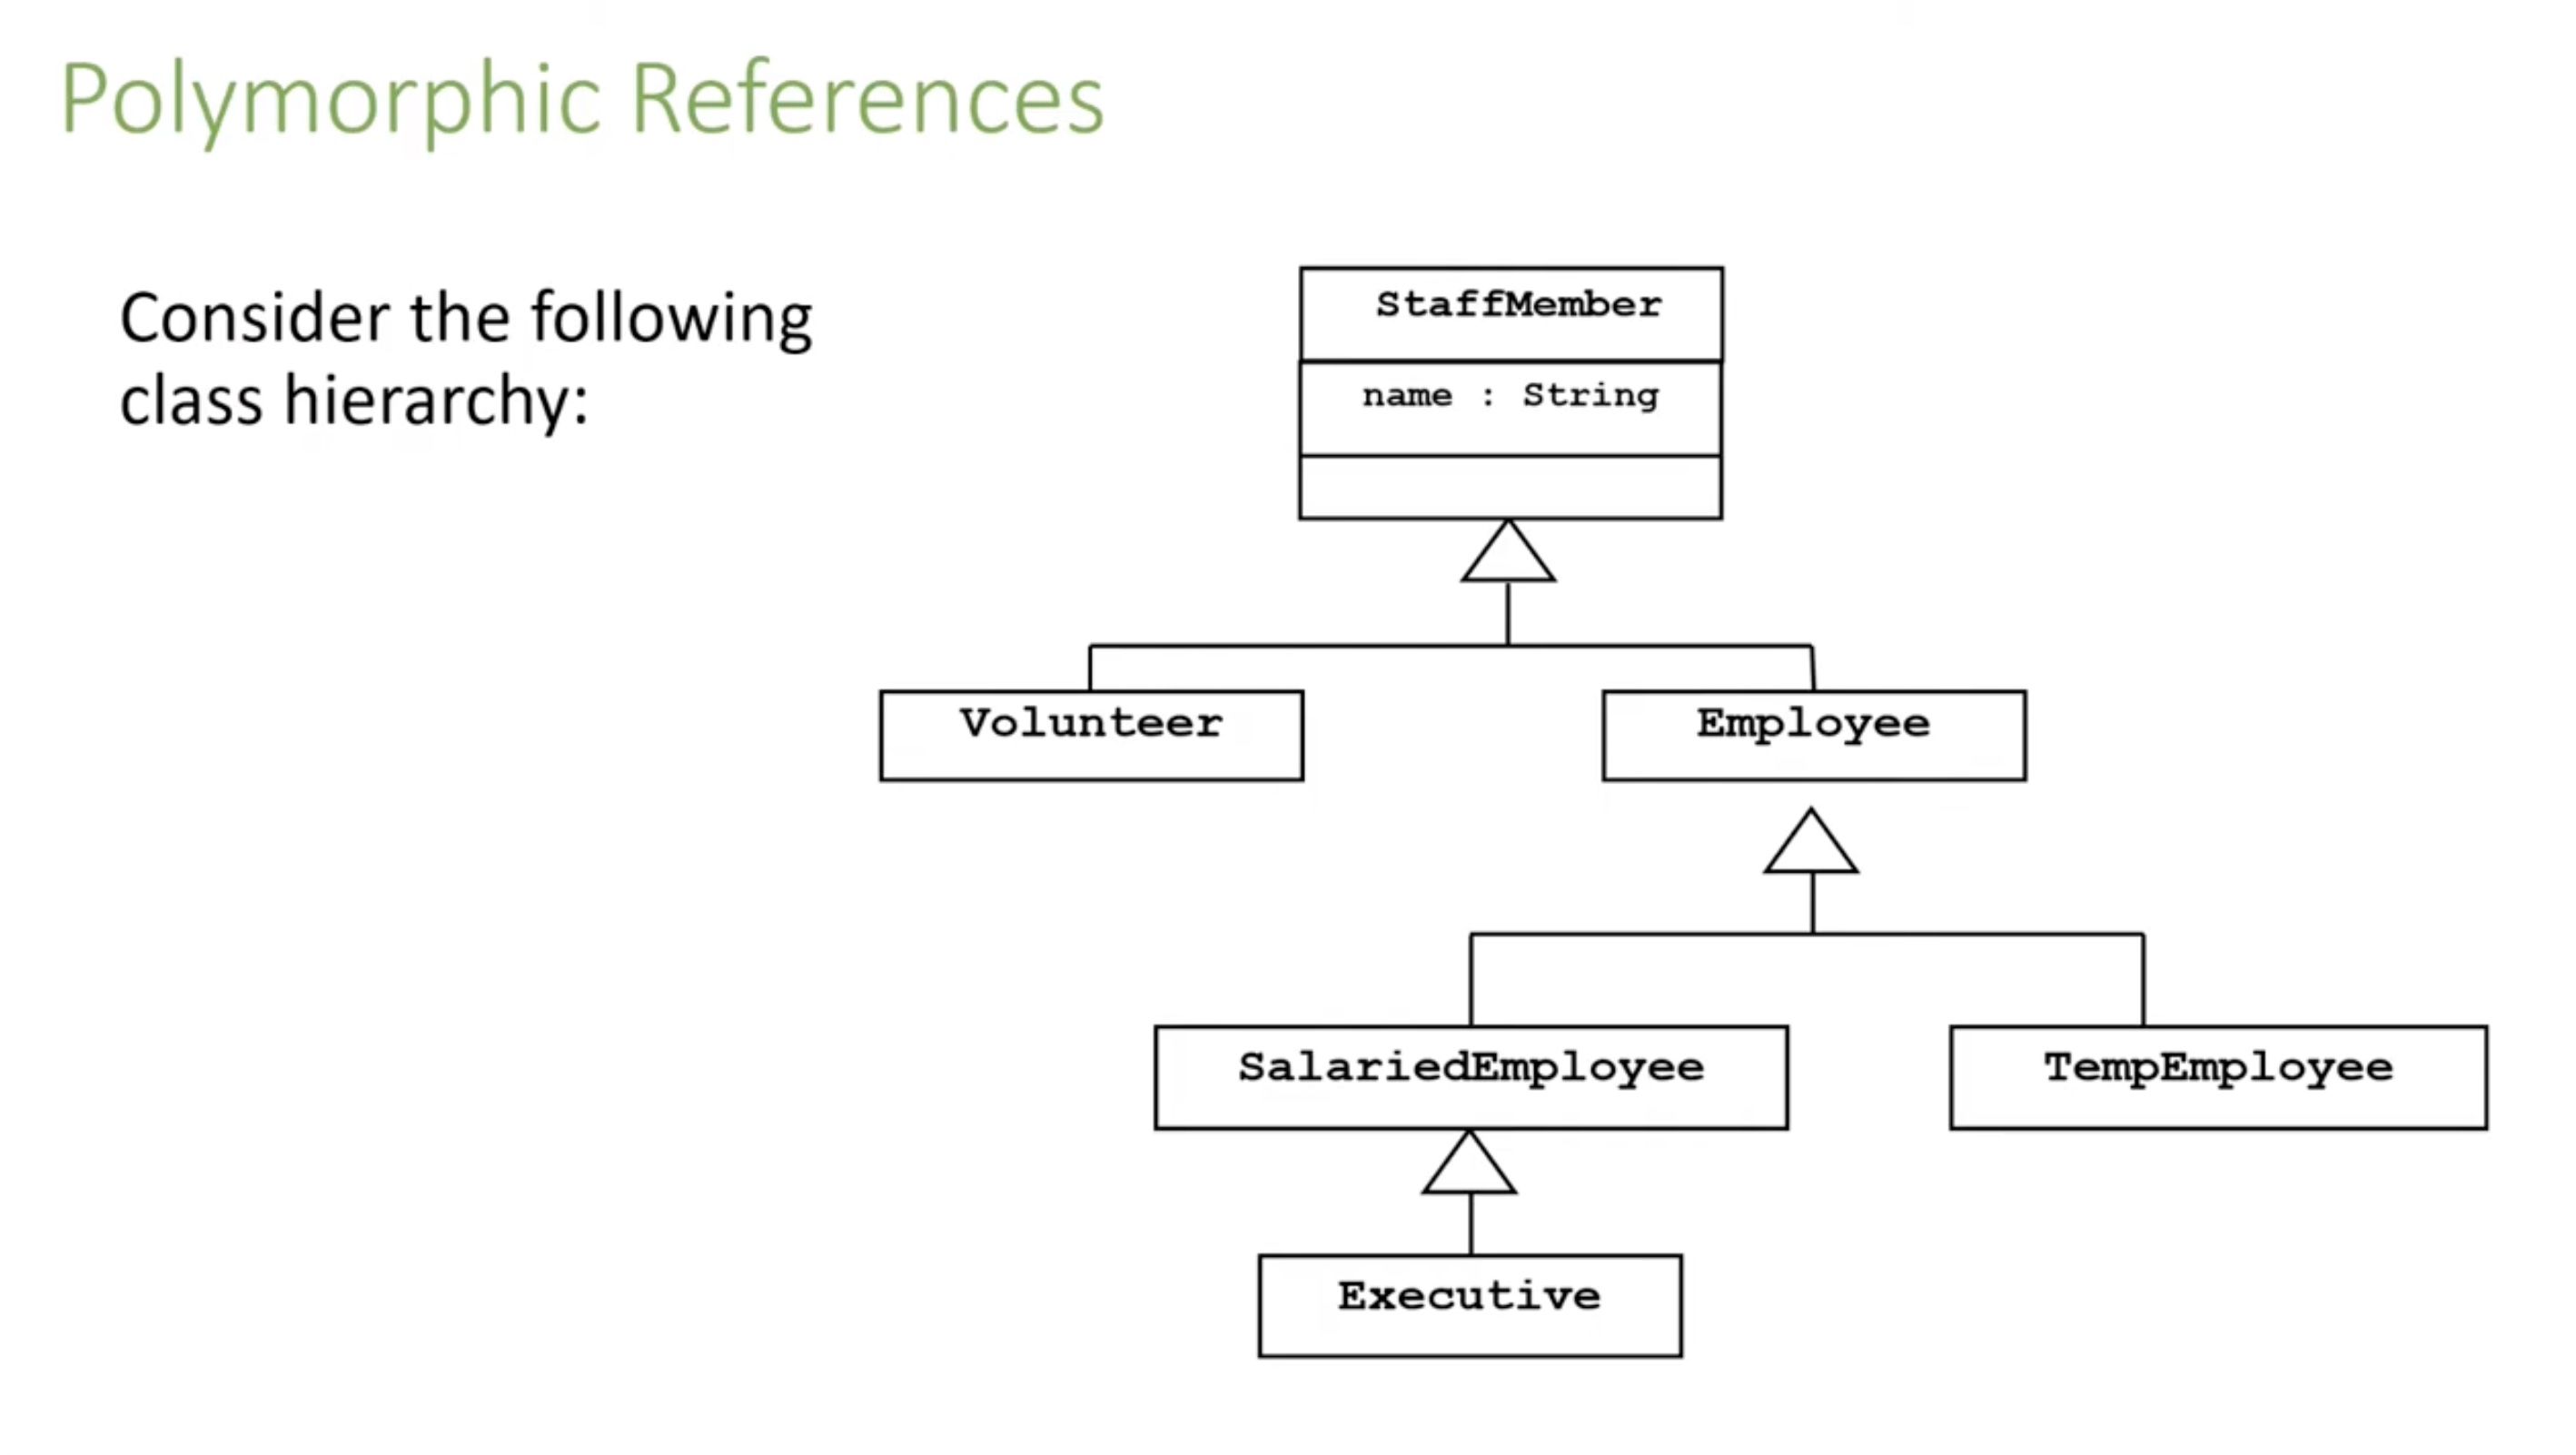 Polymorphic References
Consider the following
class hierarchy:
StaffMember
name : String
Volunteer
Employee
SalariedEmployee
TempEmployee
Executive